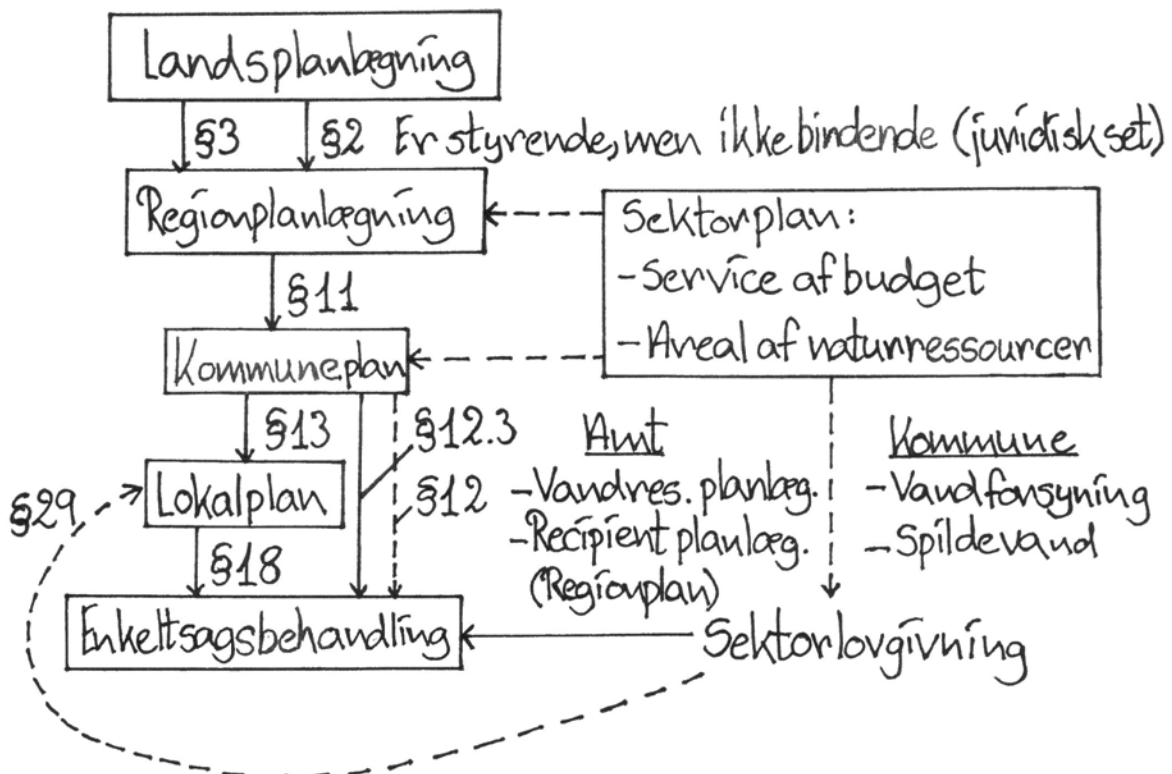 Landsplanlægning
§3 §2 Er styrende, men ikke bindende (juridisk set)
Regionplanlægning
Sektorplan:
- Service af budget
- Areal af naturressourcer
§11
Kommuneplan
§13 §12.3
§12
Amt
- Vandres. planlæg.
- Recipient planlæg.
(Regionplan)
Kommune
- Vandforsyning
- Spildevand
§29
Lokalplan
§18
Enkeltsagsbehandling
Sektorlovgivning